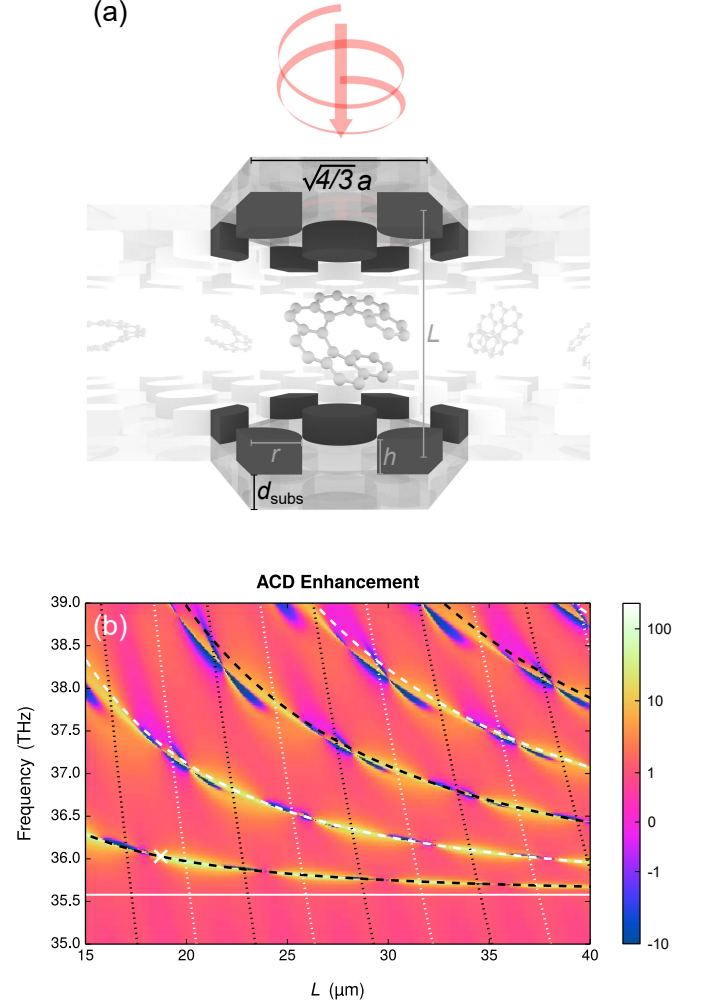 (a)
√4/3 a
L
r
h
d_subs
ACD Enhancement
(b)
39.0
38.5
38.0
37.5
37.0
36.5
36.0
35.5
35.0
Frequency (THz)
15
20
25
30
35
40
L (μm)
100
10
1
0
-1
-10